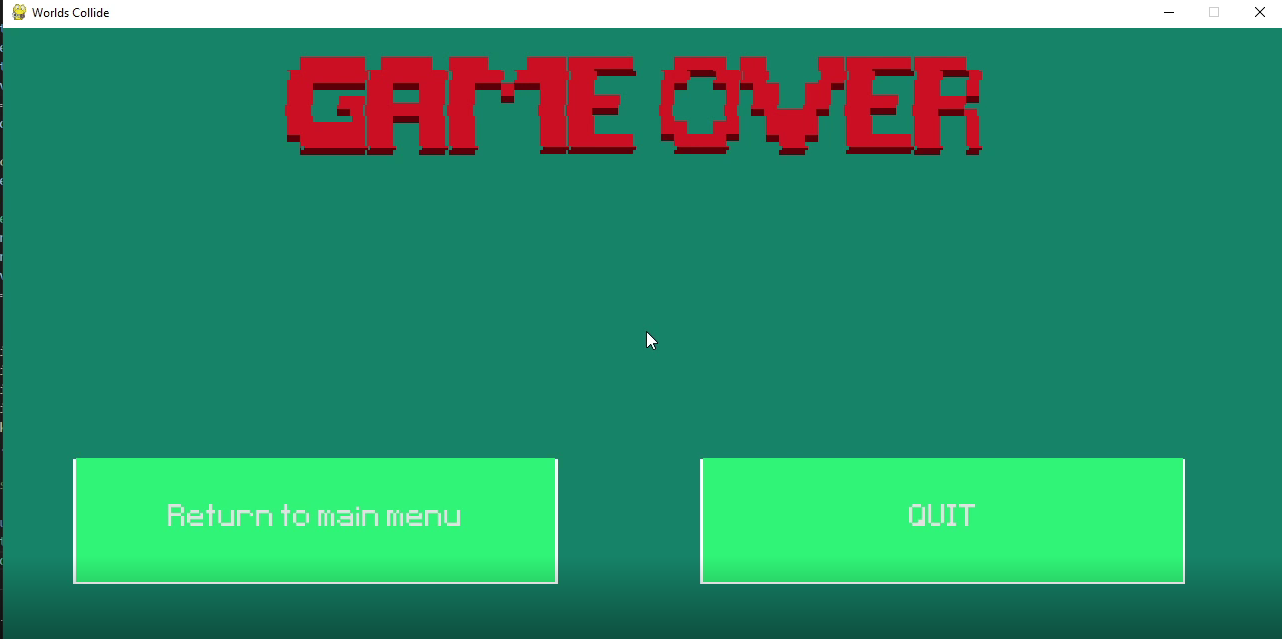 Worlds Collide
GAME OVER
Return to main menu
QUIT